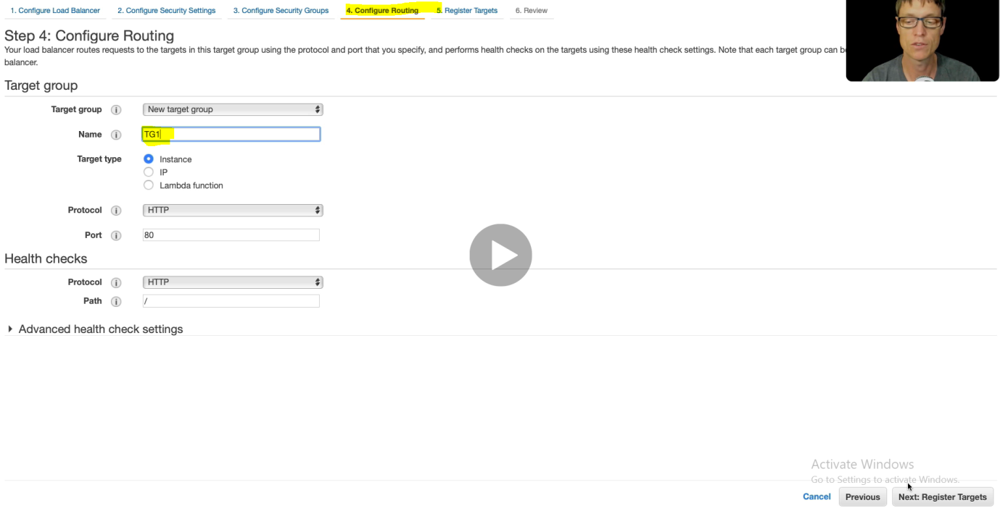 1. Configure Load Balancer 2. Configure Security Settings 3. Configure Security Groups 4. Configure Routing 5. Register Targets 6. Review
Step 4: Configure Routing
Your load balancer routes requests to the targets in this target group using the protocol and port that you specify, and performs health checks on the targets using these health check settings. Note that each target group can
balancer.
Target group
Target group i New target group
Name i TG1
Target type Instance
IP
Lambda function
Protocol i HTTP
Port i 80
Health checks
Protocol i HTTP
Path i /
Advanced health check settings
Activate Windows
Go to Settings to activate Windows.
Cancel Previous Next: Register Targets